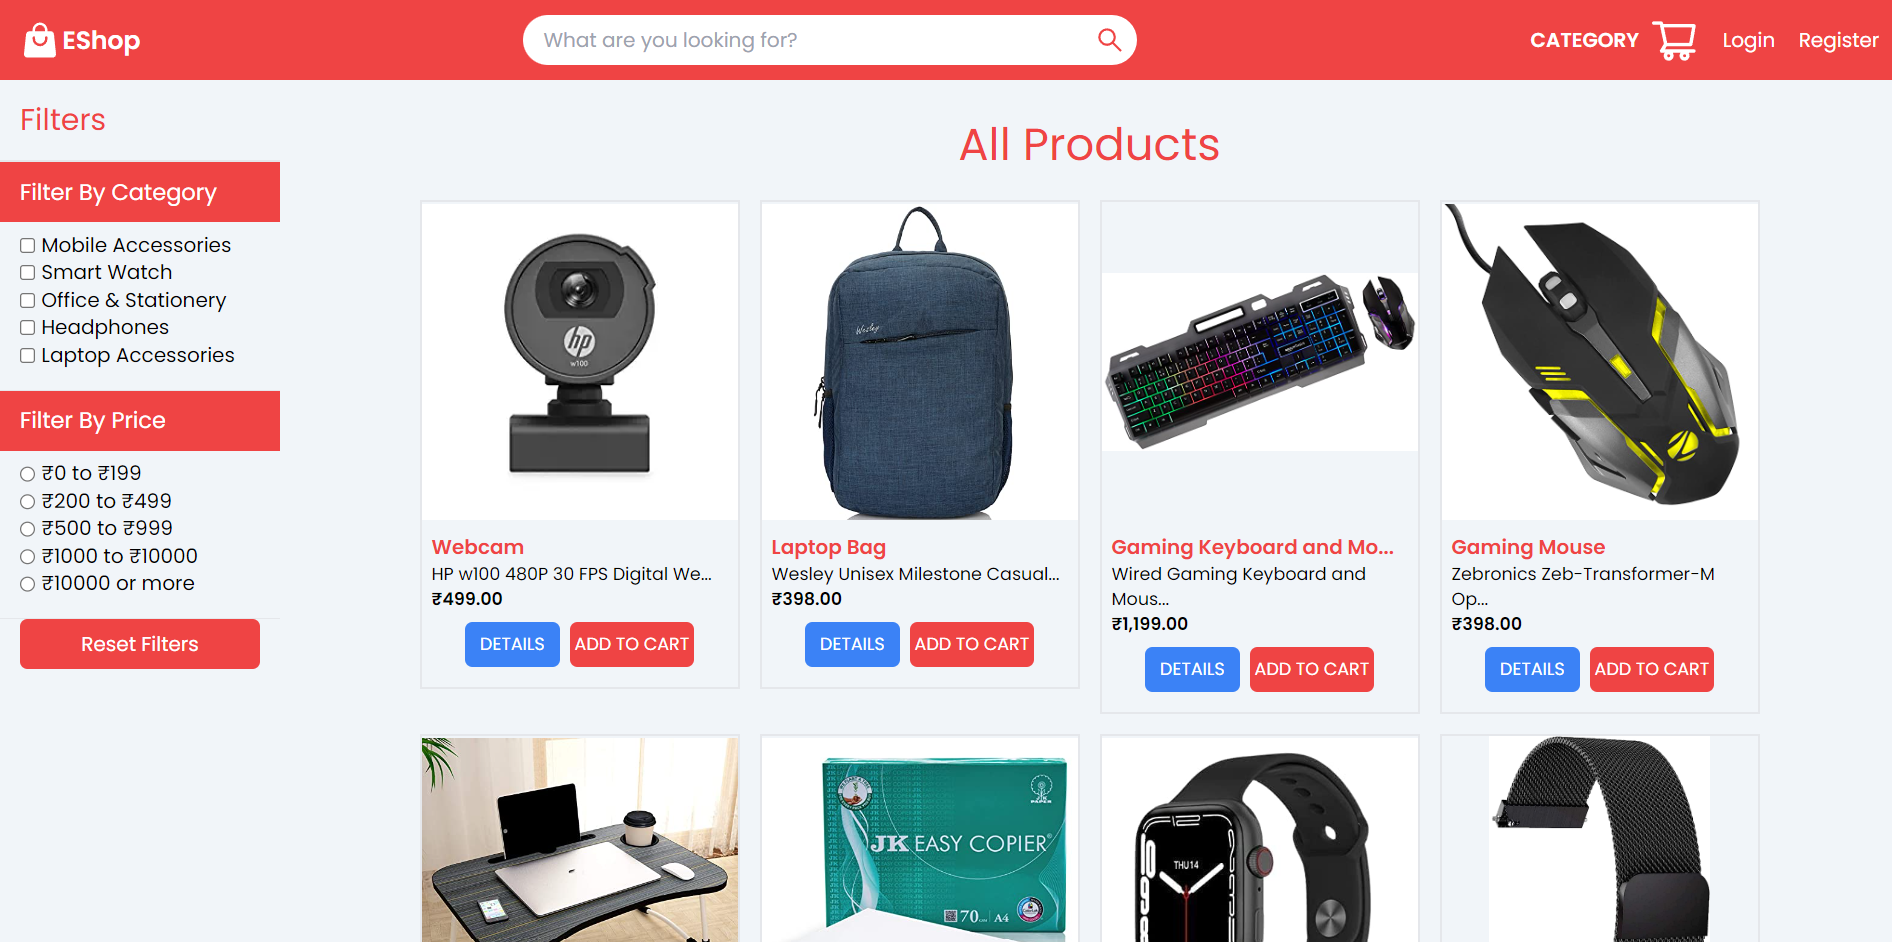 EShop
What are you looking for?
CATEGORY
Login
Register
Filters
Filter By Category
Mobile Accessories
Smart Watch
Office & Stationery
Headphones
Laptop Accessories
Filter By Price
₹0 to ₹199
₹200 to ₹499
₹500 to ₹999
₹1000 to ₹10000
₹10000 or more
Reset Filters
All Products
hp
w100
Webcam
HP w100 480P 30 FPS Digital We...
₹499.00
DETAILS
ADD TO CART
Wesley
Laptop Bag
Wesley Unisex Milestone Casual...
₹398.00
DETAILS
ADD TO CART
Gaming Keyboard and Mo...
Wired Gaming Keyboard and
Mous...
₹1,199.00
DETAILS
ADD TO CART
Gaming Mouse
Zebronics Zeb-Transformer-M
Op...
₹398.00
DETAILS
ADD TO CART
JK
PAPER
JK EASY COPIER
70 GSM A4
12
THU 14